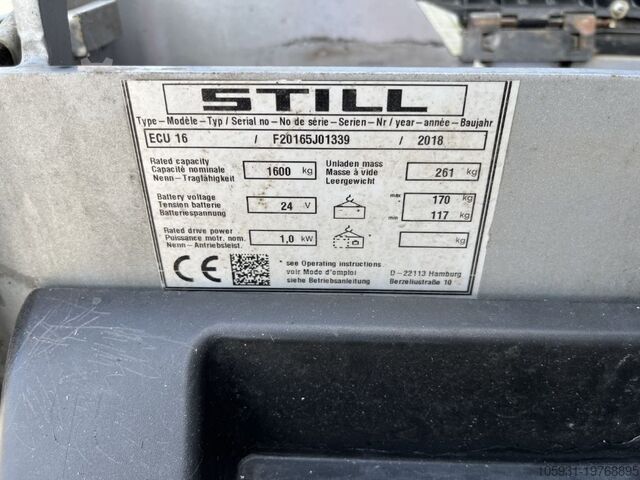 STILL
Type – Modèle – Typ / Serial no – No de série – Serien – Nr / year – année – Baujahr
ECU 16 / F20165J01339 / 2018
Rated capacity
Capacité nominale
Nenn – Tragfähigkeit
1600 kg
Unladen mass
Masse à vide
Leergewicht
261 kg
Battery voltage
Tension batterie
Batteriespannung
24 V
max 170 kg
min 117 kg
Rated drive power
Puissance motr. nom.
Nenn – Antriebsleist.
1,0 kW
kg
CE
* see Operating instructions
voir Mode d'emploi
siehe Betriebsanleitung
D – 22113 Hamburg
Berzeliusstraße 10
105931-19768895